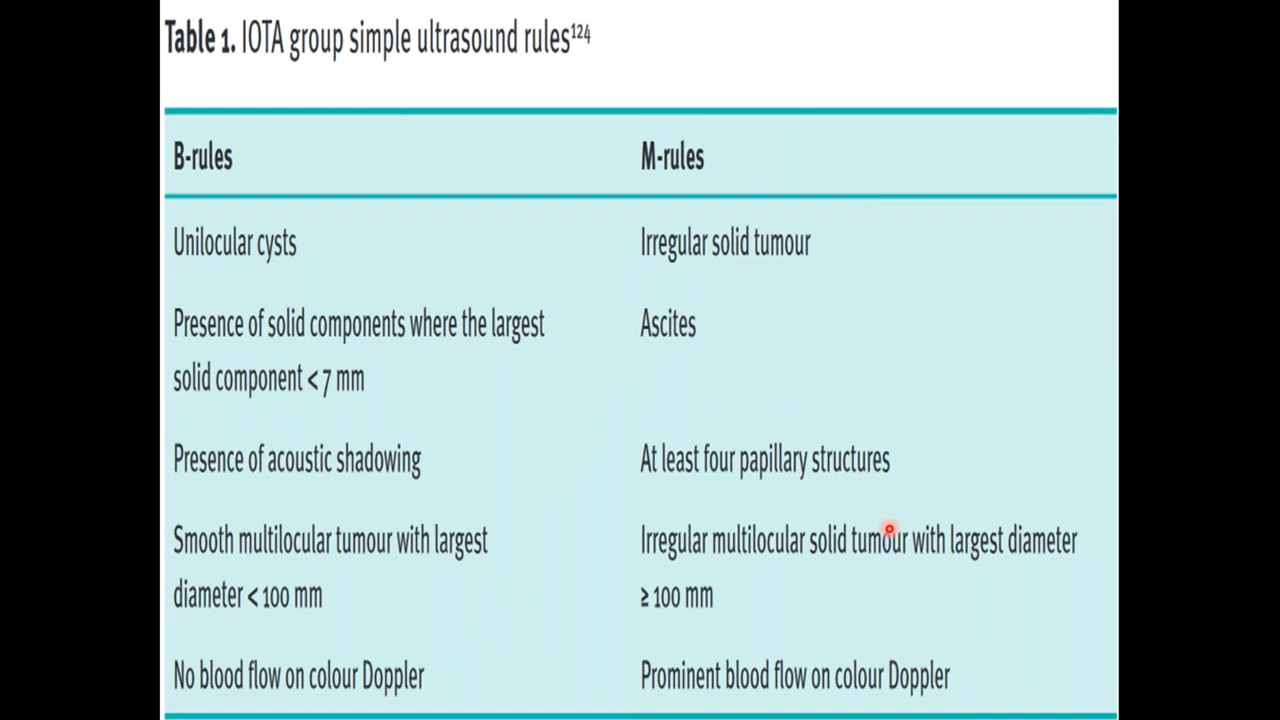 Table 1. IOTA group simple ultrasound rules¹²⁴
B-rules
M-rules
Unilocular cysts
Irregular solid tumour
Presence of solid components where the largest
solid component < 7 mm
Ascites
Presence of acoustic shadowing
At least four papillary structures
Smooth multilocular tumour with largest
diameter < 100 mm
Irregular multilocular solid tumour with largest diameter
≥ 100 mm
No blood flow on colour Doppler
Prominent blood flow on colour Doppler